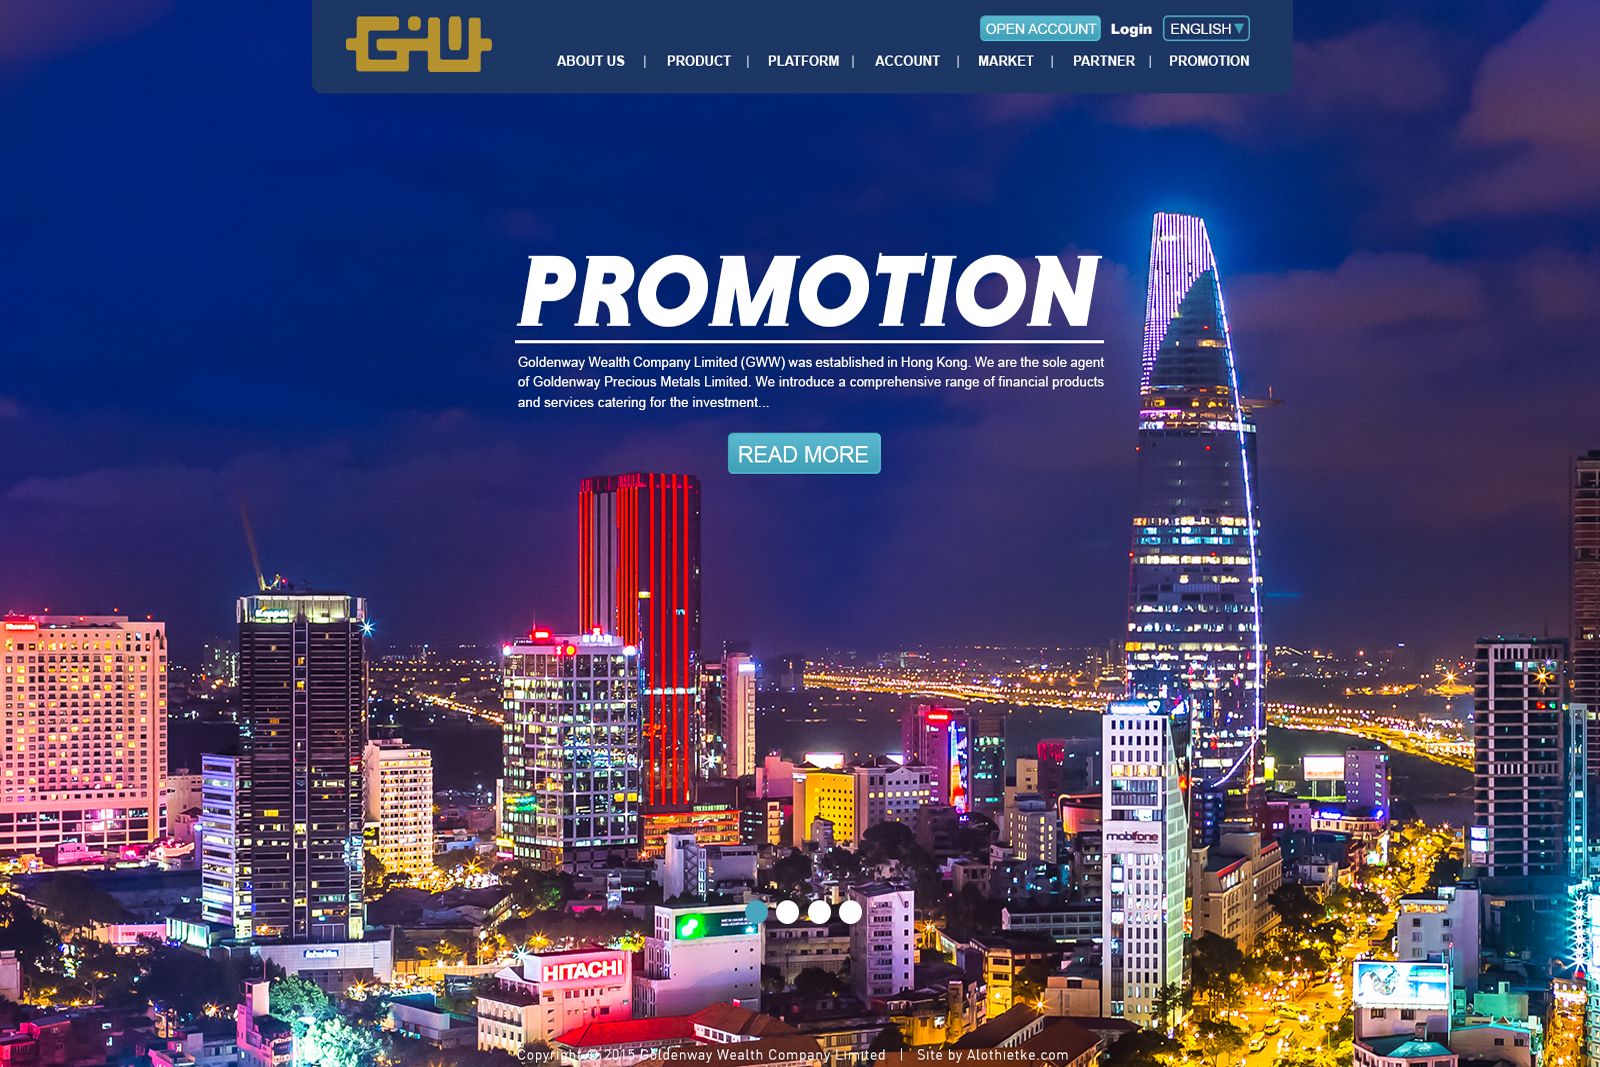 GW
OPEN ACCOUNT Login ENGLISH
ABOUT US | PRODUCT | PLATFORM | ACCOUNT | MARKET | PARTNER | PROMOTION
PROMOTION
Goldenway Wealth Company Limited (GWW) was established in Hong Kong. We are the sole agent
of Goldenway Precious Metals Limited. We introduce a comprehensive range of financial products
and services catering for the investment...
READ MORE
mobifone
HITACHI
Copyright © 2015 Goldenway Wealth Company Limited | Site by Alothietke.com